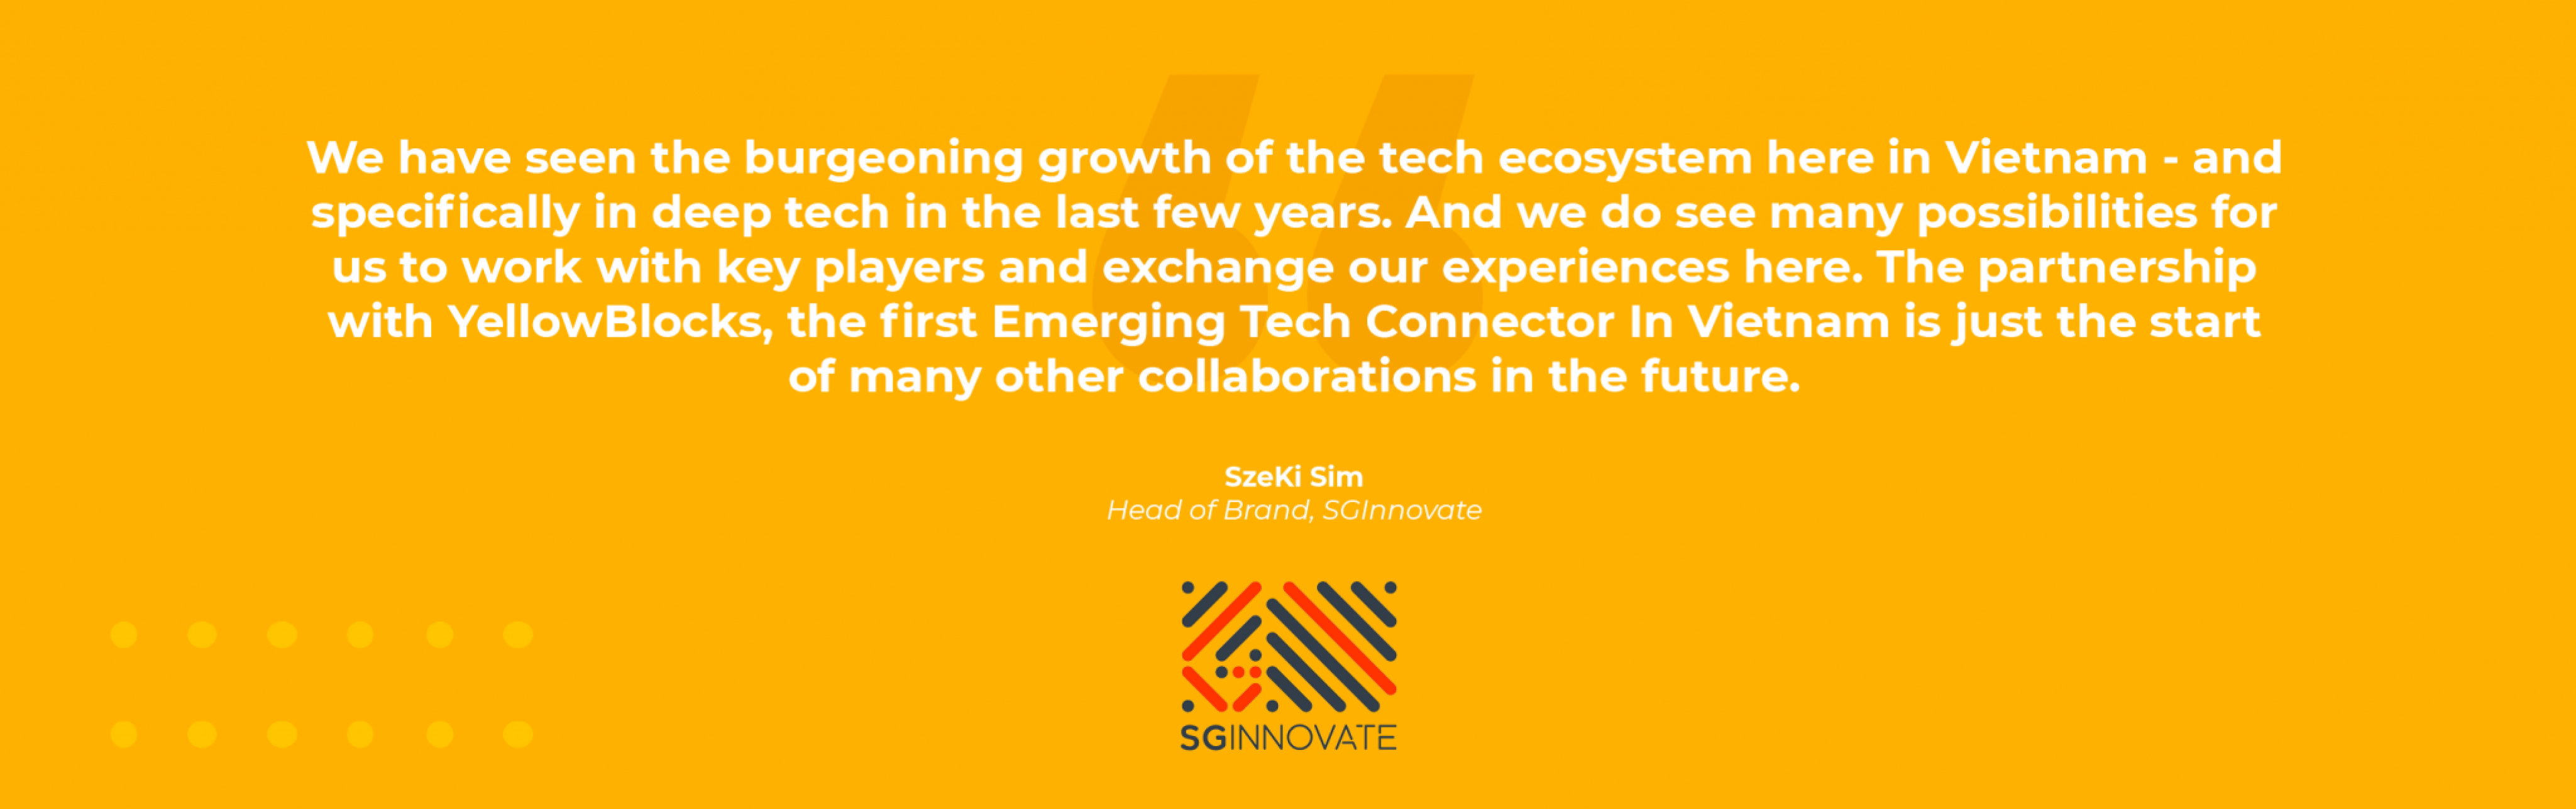 We have seen the burgeoning growth of the tech ecosystem here in Vietnam - and
specifically in deep tech in the last few years. And we do see many possibilities for
us to work with key players and exchange our experiences here. The partnership
with YellowBlocks, the first Emerging Tech Connector In Vietnam is just the start
of many other collaborations in the future.
SzeKi Sim
Head of Brand, SGInnovate
SGINNOVATE